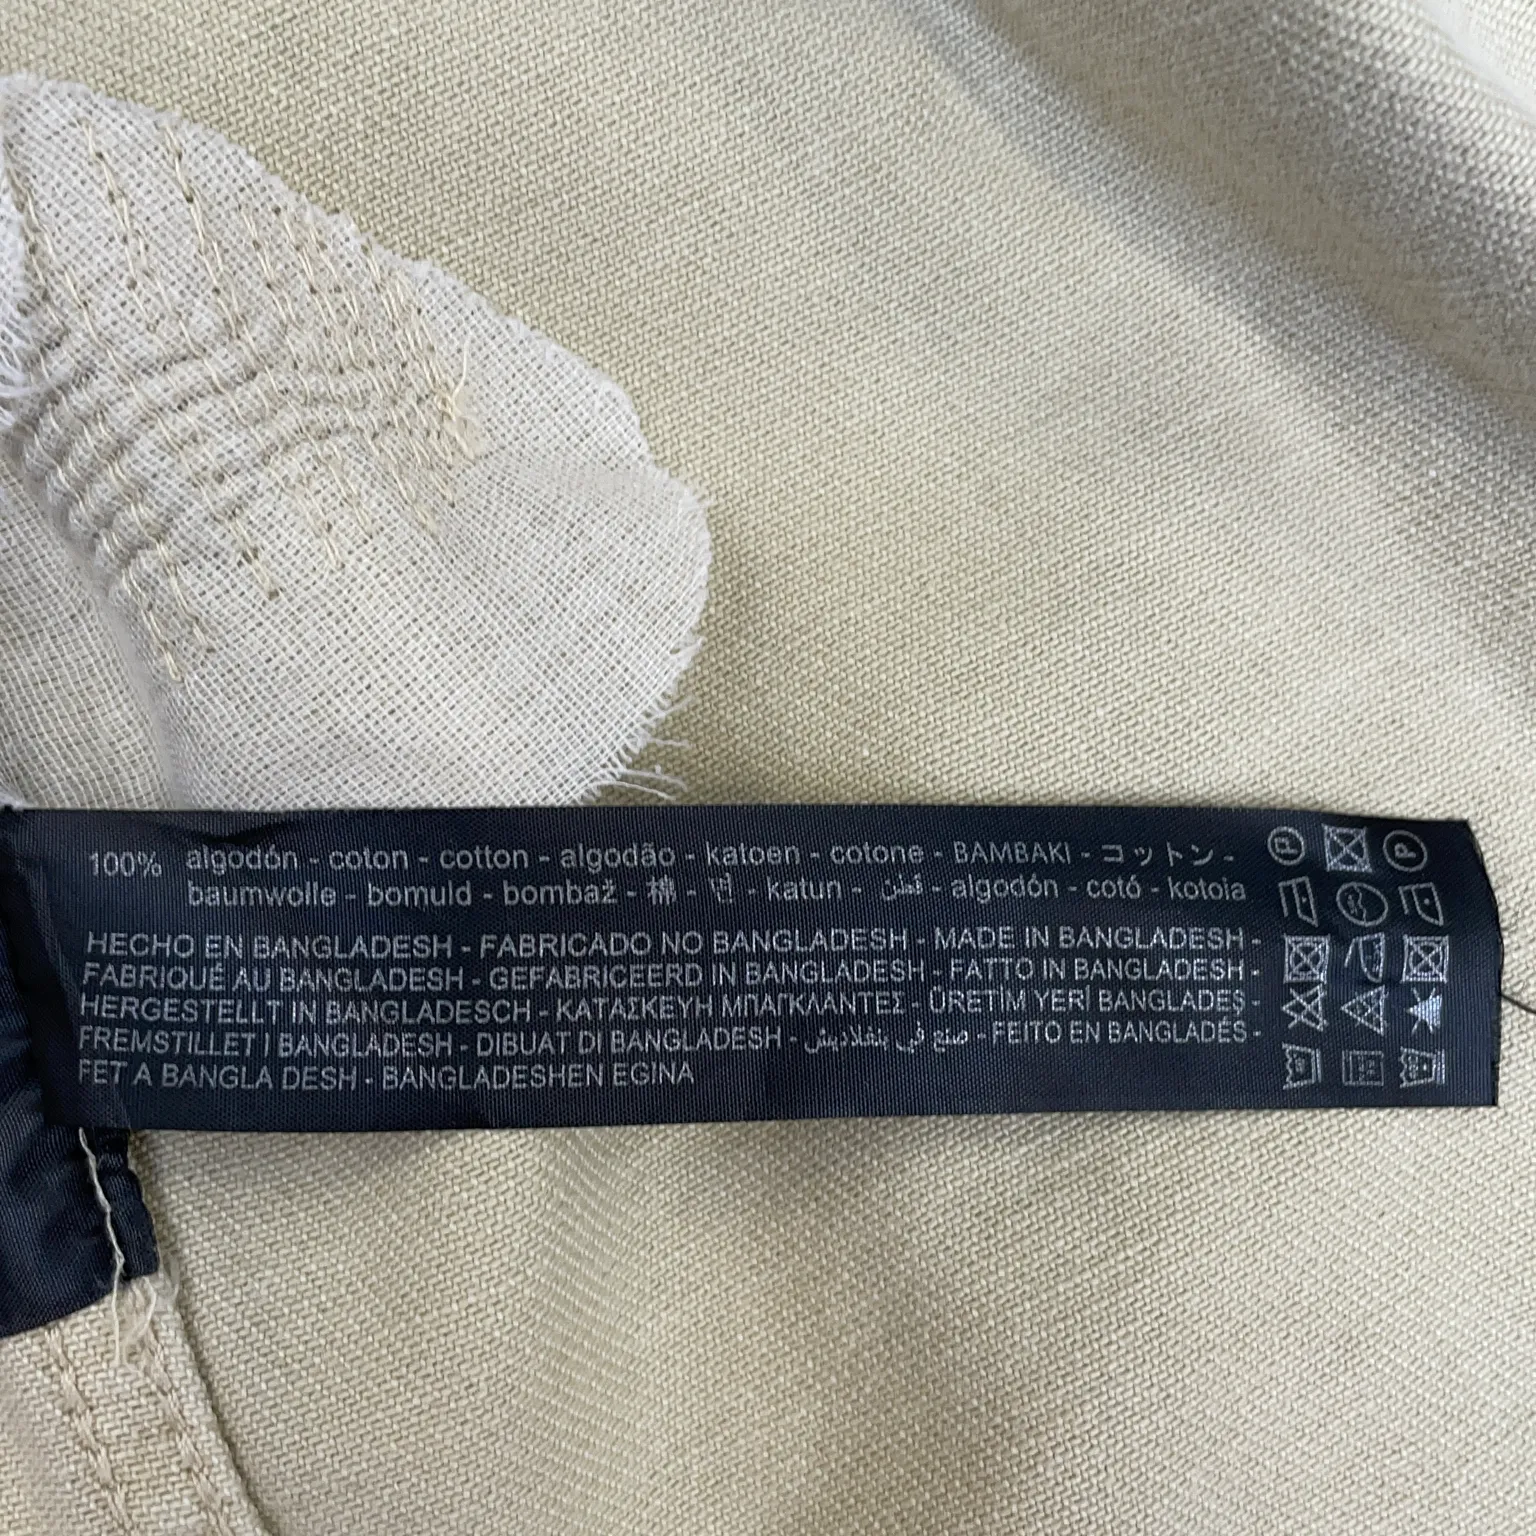 100% algodón - coton - cotton - algodão - katoen - cotone - BAMBAKI - コットン -
baumwolle - bomuld - bombaž - 棉 - 면 - katun - قطن - algodón - cotó - kotoia
HECHO EN BANGLADESH - FABRICADO NO BANGLADESH - MADE IN BANGLADESH -
FABRIQUÉ AU BANGLADESH - GEFABRICEERD IN BANGLADESH - FATTO IN BANGLADESH -
HERGESTELLT IN BANGLADESCH - ΚΑΤΑΣΚΕΥΗ ΜΠΑΓΚΛΑΝΤΕΣ - ÜRETİM YERİ BANGLADEŞ -
FREMSTILLET I BANGLADESH - DIBUAT DI BANGLADESH - صنع في بنغلاديش - FEITO EN BANGLADÉS -
FET A BANGLA DESH - BANGLADESHEN EGINA